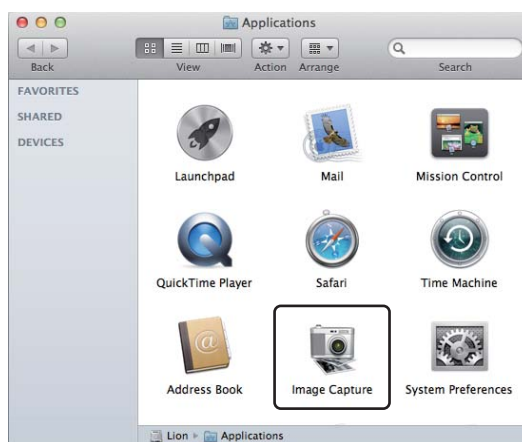 Applications
Back View Action Arrange Search
FAVORITES
SHARED
DEVICES
Launchpad Mail Mission Control
QuickTime Player Safari Time Machine
@
Address Book Image Capture System Preferences
Lion Applications